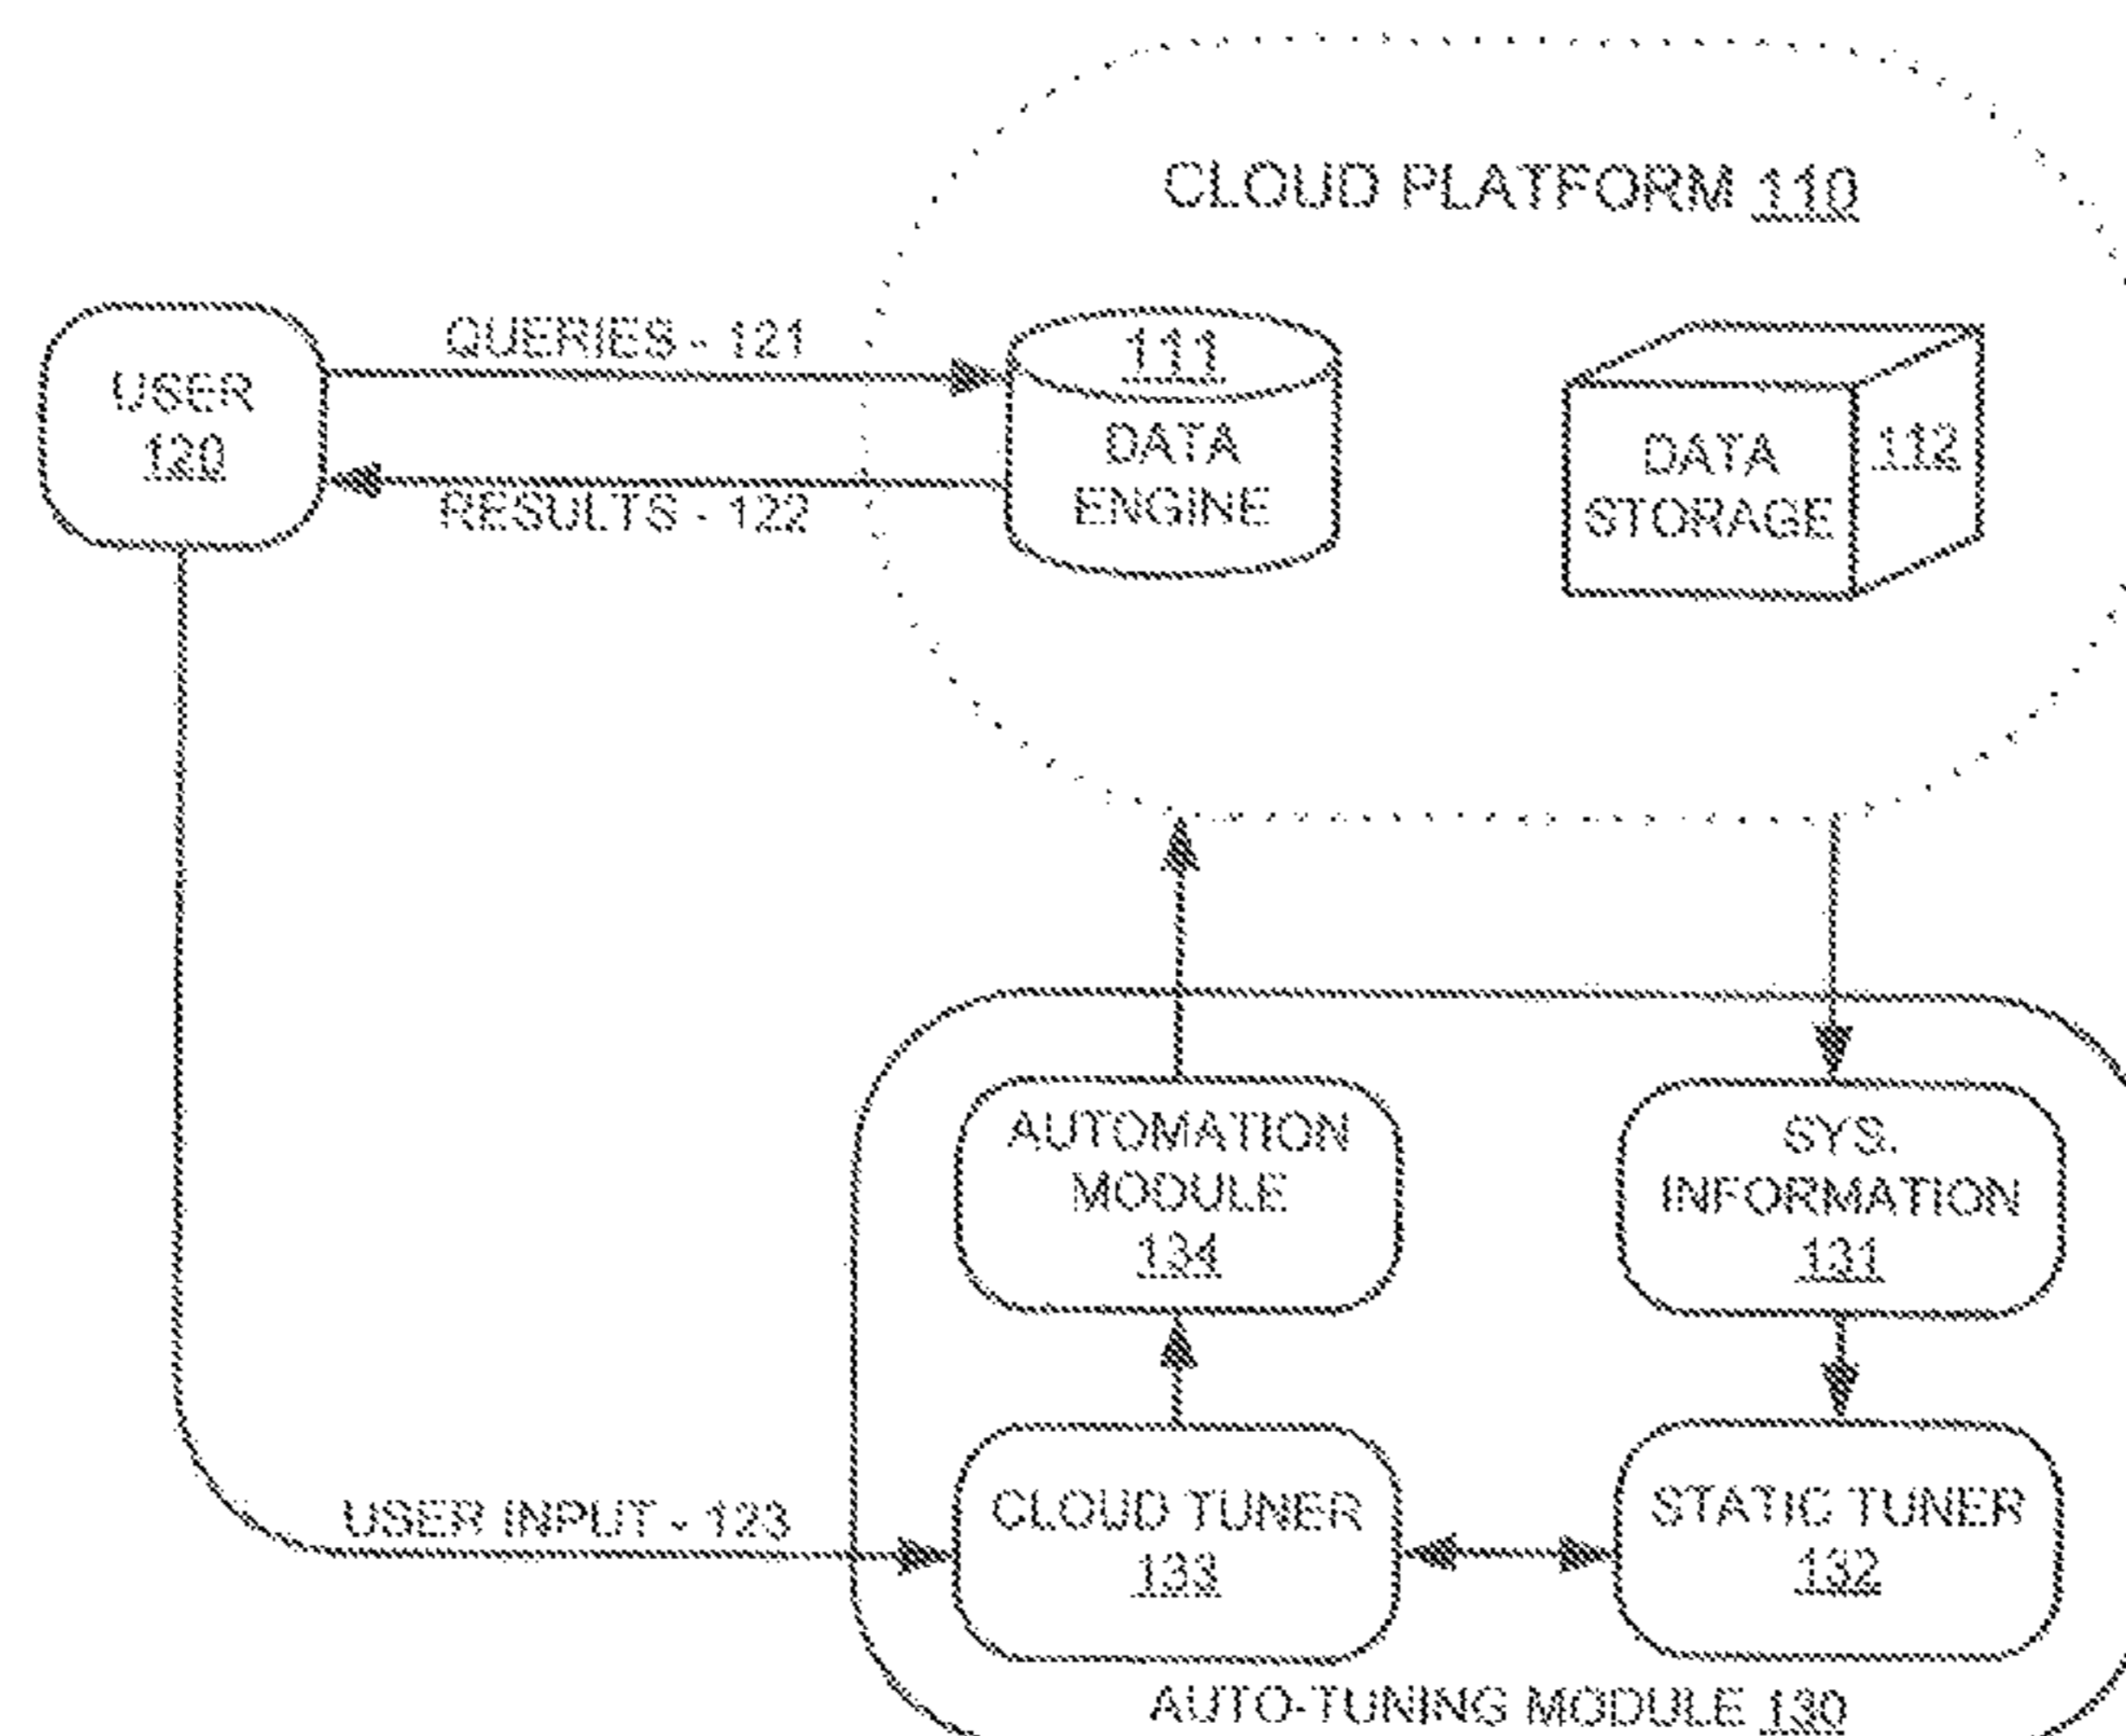 CLOUD PLATFORM 110
QUERIES - 121
111
USER
120
DATA
ENGINE
DATA
STORAGE
112
RESULTS - 122
AUTOMATION
MODULE
134
SYS.
INFORMATION
131
USER INPUT - 123
CLOUD TUNER
133
STATIC TUNER
132
AUTO-TUNING MODULE 130